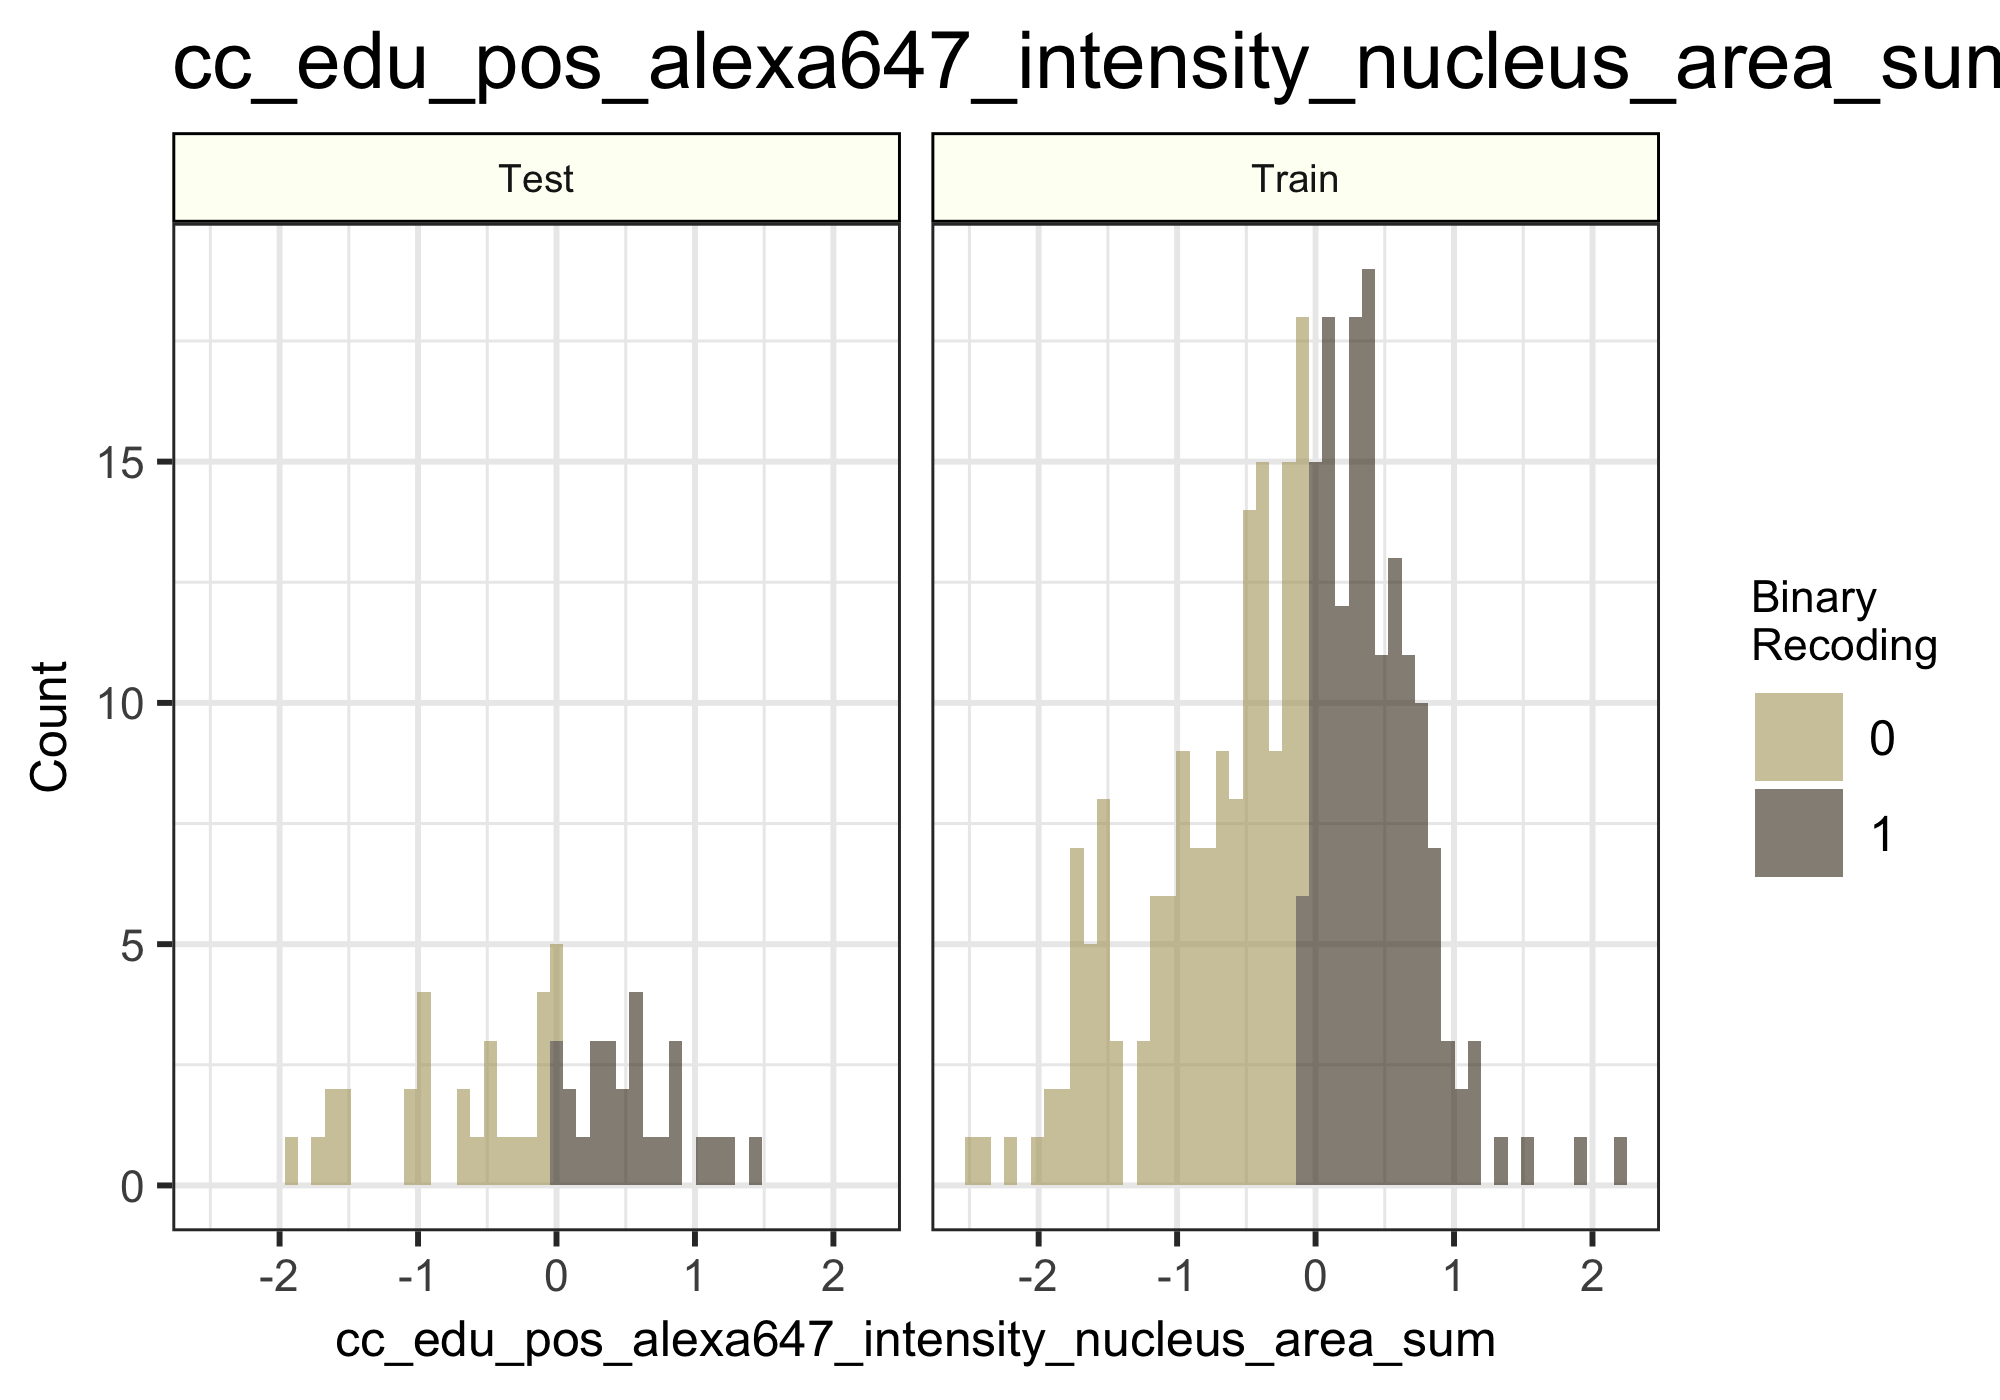 cc_edu_pos_alexa647_intensity_nucleus_area_sum
Test
Train
15
10
5
0
Count
-2
-1
0
1
2
-2
-1
0
1
2
cc_edu_pos_alexa647_intensity_nucleus_area_sum
Binary
Recoding
0
1